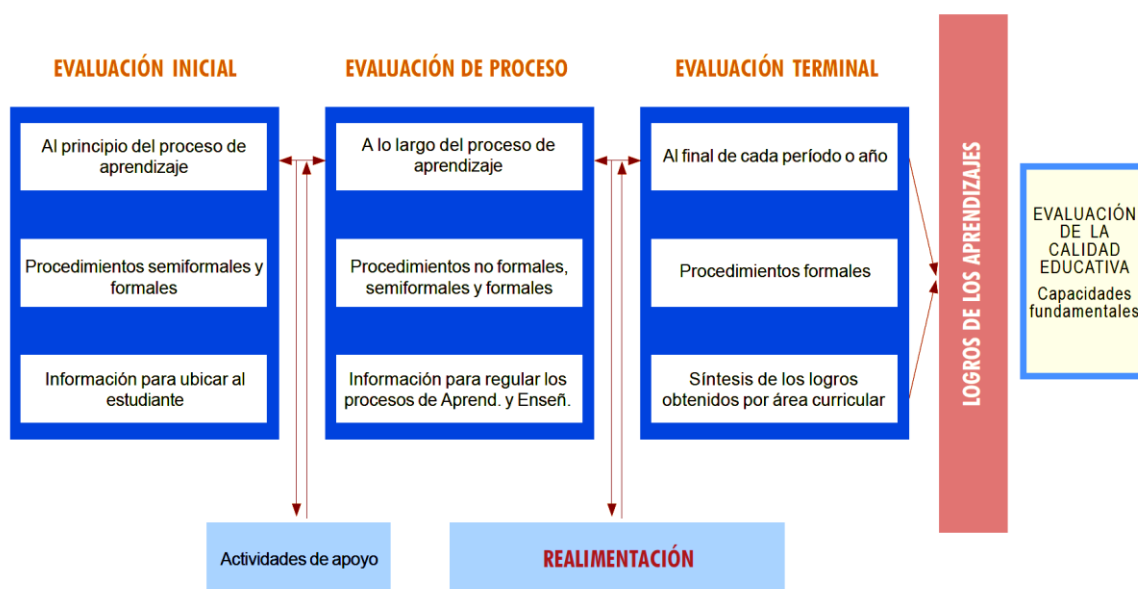 EVALUACIÓN INICIAL
Al principio del proceso de
aprendizaje
Procedimientos semiformales y
formales
Información para ubicar al
estudiante
EVALUACIÓN DE PROCESO
A lo largo del proceso de
aprendizaje
Procedimientos no formales,
semiformales y formales
Información para regular los
procesos de Aprend. y Enseñ.
EVALUACIÓN TERMINAL
Al final de cada período o año
Procedimientos formales
Síntesis de los logros
obtenidos por área curricular
Actividades de apoyo
REALIMENTACIÓN
LOGROS DE LOS APRENDIZAJES
EVALUACIÓN
DE LA
CALIDAD
EDUCATIVA
Capacidades
fundamentales